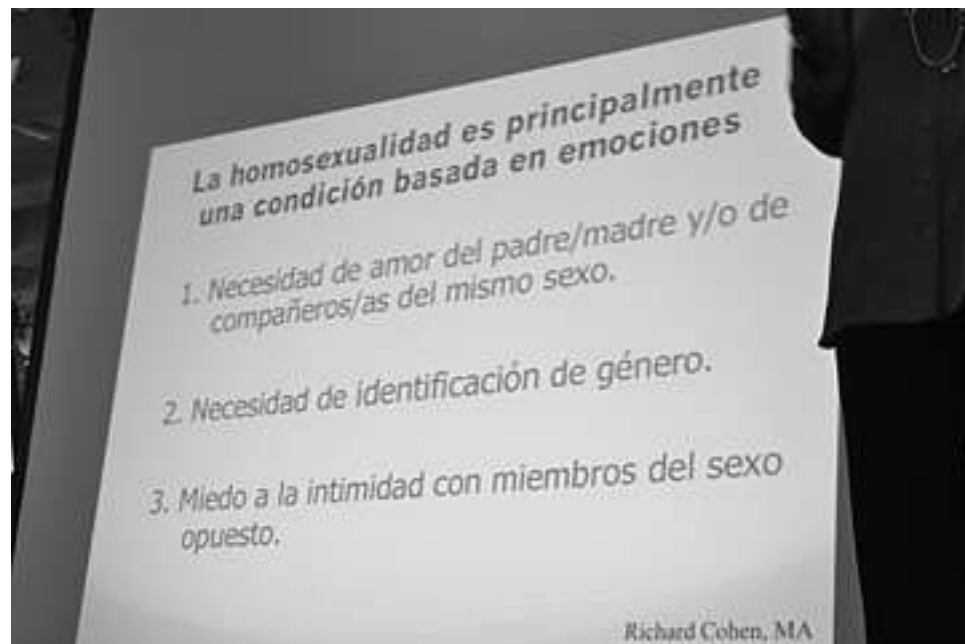 La homosexualidad es principalmente
una condición basada en emociones
1. Necesidad de amor del padre/madre y/o de
compañeros/as del mismo sexo.
2. Necesidad de identificación de género.
3. Miedo a la intimidad con miembros del sexo
opuesto.
Richard Cohen, MA